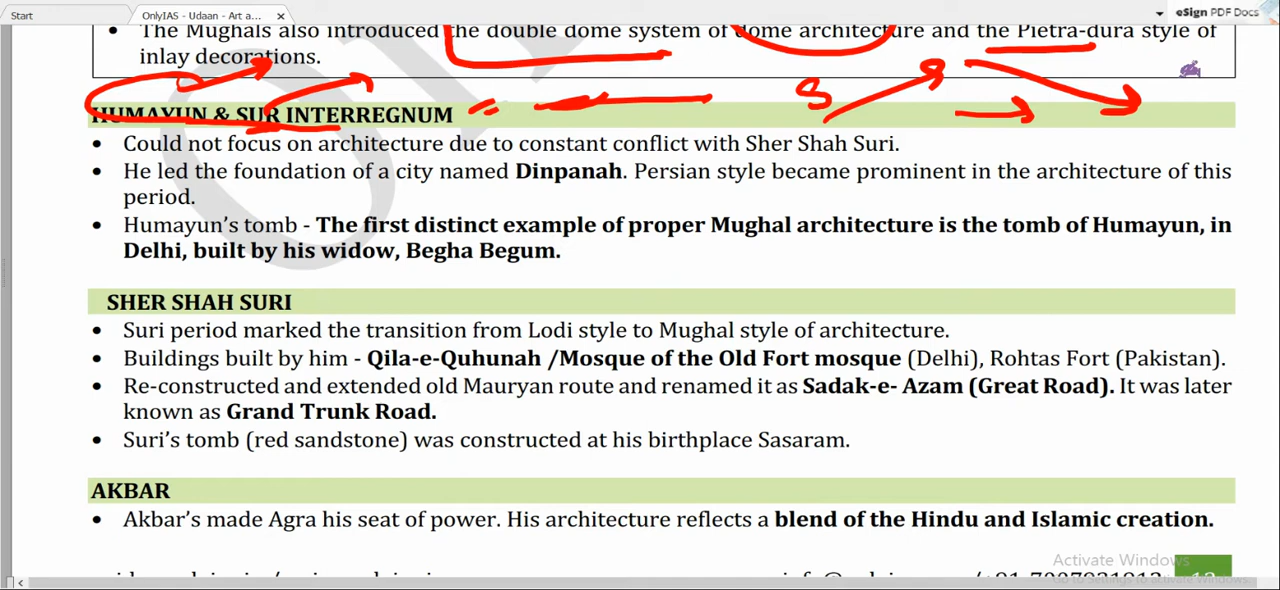 Start
OnlyIAS - Udaan - Art a... ×
eSign PDF Docs
• The Mughals also introduced the double dome system of dome architecture and the Pietra-dura style of
inlay decorations.
HUMAYUN & SUR INTERREGNUM
• Could not focus on architecture due to constant conflict with Sher Shah Suri.
• He led the foundation of a city named Dinpanah. Persian style became prominent in the architecture of this
period.
• Humayun's tomb - The first distinct example of proper Mughal architecture is the tomb of Humayun, in
Delhi, built by his widow, Begha Begum.
SHER SHAH SURI
• Suri period marked the transition from Lodi style to Mughal style of architecture.
• Buildings built by him - Qila-e-Quhunah /Mosque of the Old Fort mosque (Delhi), Rohtas Fort (Pakistan).
• Re-constructed and extended old Mauryan route and renamed it as Sadak-e- Azam (Great Road). It was later
known as Grand Trunk Road.
• Suri's tomb (red sandstone) was constructed at his birthplace Sasaram.
AKBAR
• Akbar's made Agra his seat of power. His architecture reflects a blend of the Hindu and Islamic creation.
Activate Windows
Go to Settings to activate Windows.